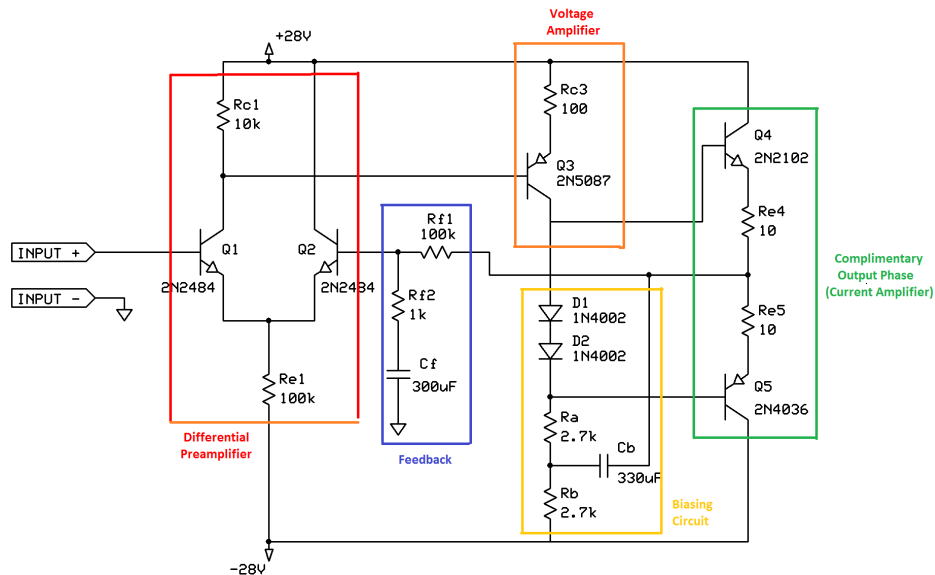 Voltage
Amplifier
+28V
Rc1
10k
Rc3
100
Q3
2N5087
Q4
2N2102
Q1
2N2484
Q2
2N2484
INPUT +
INPUT -
Rf1
100k
Rf2
1k
Cf
300uF
Re4
10
Re5
10
Complimentary
Output Phase
(Current Amplifier)
D1
1N4002
D2
1N4002
Q5
2N4036
Re1
100k
Ra
2.7k
Cb
330uF
Rb
2.7k
Differential
Preamplifier
Feedback
Biasing
Circuit
-28V